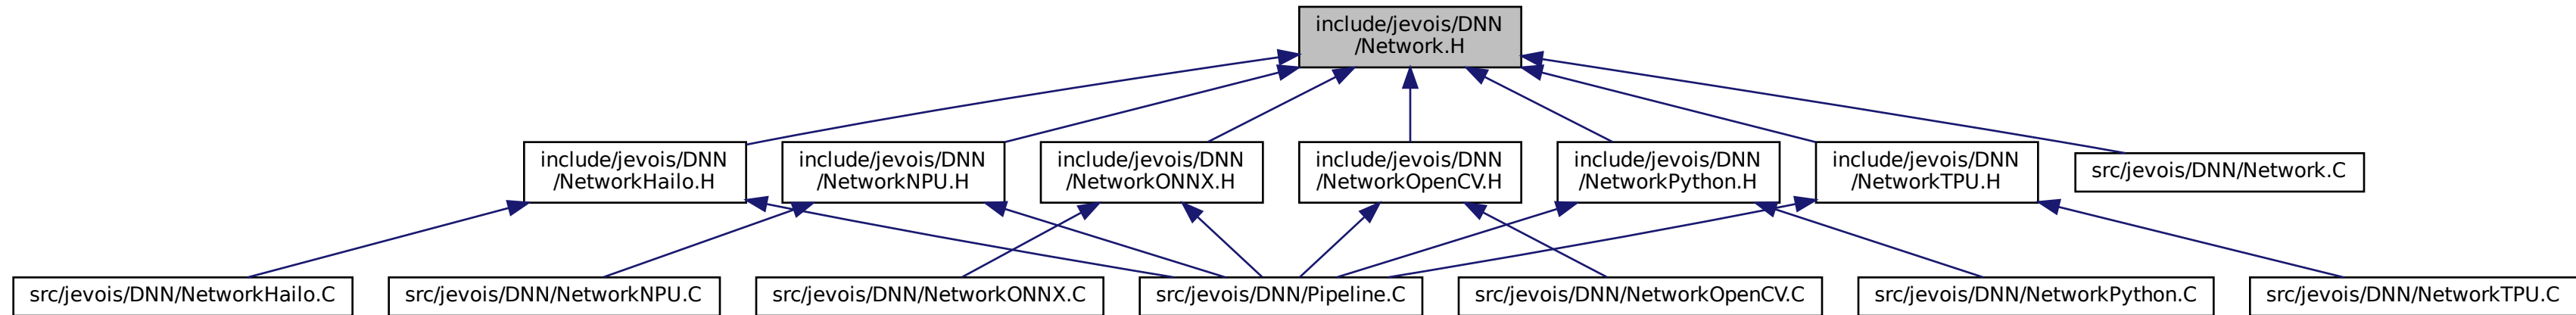 include/jevois/DNN
/Network.H
include/jevois/DNN
/NetworkHailo.H
include/jevois/DNN
/NetworkNPU.H
include/jevois/DNN
/NetworkONNX.H
include/jevois/DNN
/NetworkOpenCV.H
include/jevois/DNN
/NetworkPython.H
include/jevois/DNN
/NetworkTPU.H
src/jevois/DNN/Network.C
src/jevois/DNN/NetworkHailo.C
src/jevois/DNN/NetworkNPU.C
src/jevois/DNN/NetworkONNX.C
src/jevois/DNN/Pipeline.C
src/jevois/DNN/NetworkOpenCV.C
src/jevois/DNN/NetworkPython.C
src/jevois/DNN/NetworkTPU.C